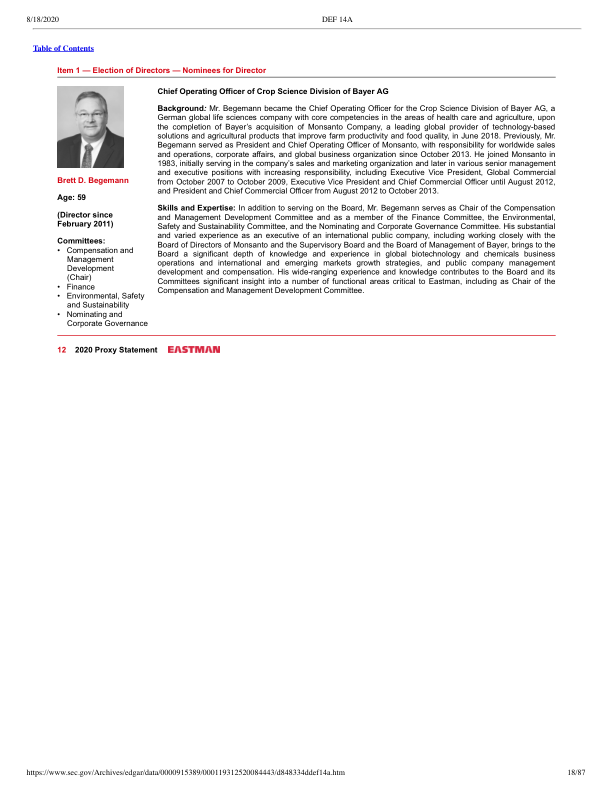 8/18/2020 DEF 14A
Table of Contents
Item 1 — Election of Directors — Nominees for Director
Brett D. Begemann
Age: 59
(Director since
February 2011)
Committees:
• Compensation and
Management
Development
(Chair)
• Finance
• Environmental, Safety
and Sustainability
• Nominating and
Corporate Governance
Chief Operating Officer of Crop Science Division of Bayer AG
Background: Mr. Begemann became the Chief Operating Officer for the Crop Science Division of Bayer AG, a
German global life sciences company with core competencies in the areas of health care and agriculture, upon
the completion of Bayer's acquisition of Monsanto Company, a leading global provider of technology-based
solutions and agricultural products that improve farm productivity and food quality, in June 2018. Previously, Mr.
Begemann served as President and Chief Operating Officer of Monsanto, with responsibility for worldwide sales
and operations, corporate affairs, and global business organization since October 2013. He joined Monsanto in
1983, initially serving in the company's sales and marketing organization and later in various senior management
and executive positions with increasing responsibility, including Executive Vice President, Global Commercial
from October 2007 to October 2009, Executive Vice President and Chief Commercial Officer until August 2012,
and President and Chief Commercial Officer from August 2012 to October 2013.
Skills and Expertise: In addition to serving on the Board, Mr. Begemann serves as Chair of the Compensation
and Management Development Committee and as a member of the Finance Committee, the Environmental,
Safety and Sustainability Committee, and the Nominating and Corporate Governance Committee. His substantial
and varied experience as an executive of an international public company, including working closely with the
Board of Directors of Monsanto and the Supervisory Board and the Board of Management of Bayer, brings to the
Board a significant depth of knowledge and experience in global biotechnology and chemicals business
operations and international and emerging markets growth strategies, and public company management
development and compensation. His wide-ranging experience and knowledge contributes to the Board and its
Committees significant insight into a number of functional areas critical to Eastman, including as Chair of the
Compensation and Management Development Committee.
12 2020 Proxy Statement EASTMAN
https://www.sec.gov/Archives/edgar/data/0000915389/000119312520084443/d848334ddef14a.htm 18/87